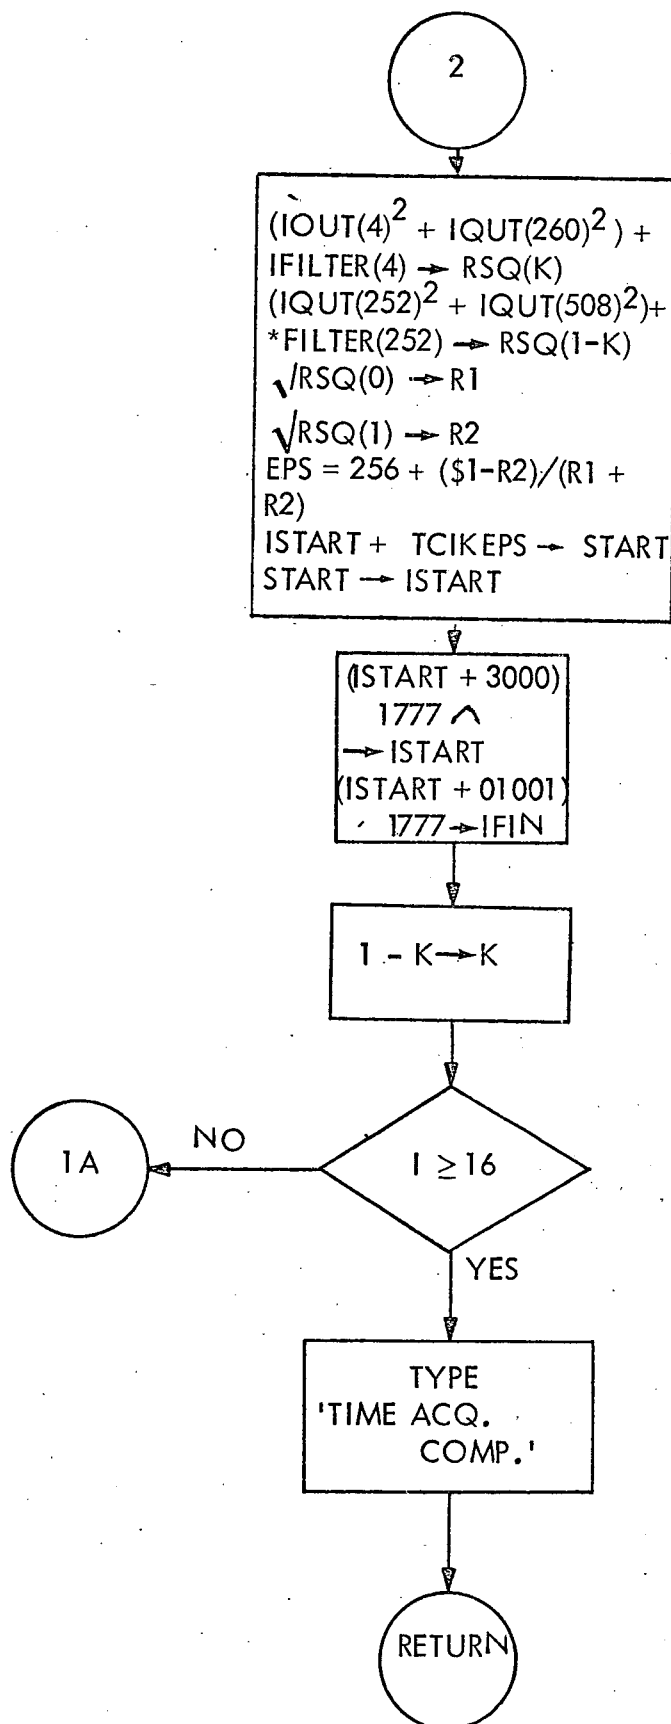 2
(IOUT(4)² + IQUT(260)²) +
IFILTER(4) → RSQ(K)
(IQUT(252)² + IQUT(508)²)+
*FILTER(252) → RSQ(1-K)
√RSQ(0) → R1
√RSQ(1) → R2
EPS = 256 + ($1-R2)/(R1 +
R2)
ISTART + TCIKEPS → START
START → ISTART
(ISTART + 3000)
1777 ∧
→ ISTART
(ISTART + 01001)
1777 → IFIN
1 - K → K
I ≥ 16
NO
1A
YES
TYPE
'TIME ACQ.
COMP.'
RETURN